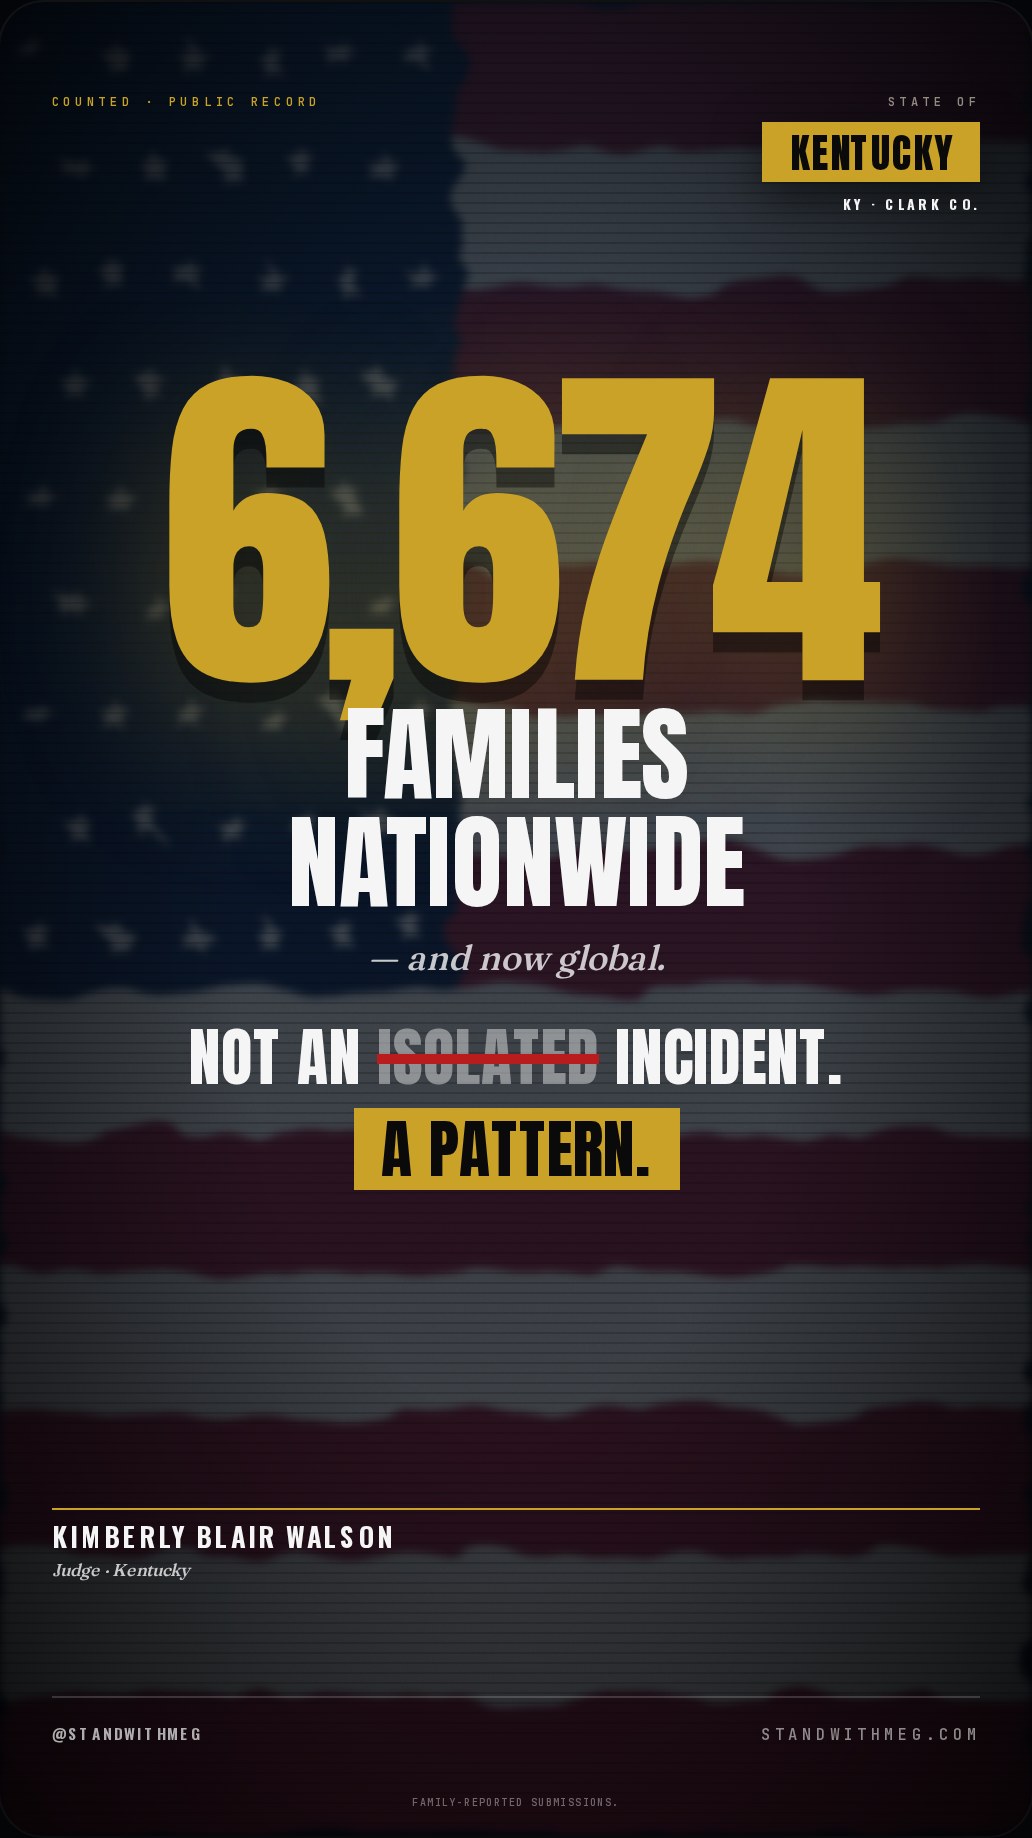 COUNTED · PUBLIC RECORD
STATE OF
KENTUCKY
KY · CLARK CO.
6,674
FAMILIES
NATIONWIDE
— and now global.
NOT AN ISOLATED INCIDENT.
A PATTERN.
KIMBERLY BLAIR WALSON
Judge · Kentucky
@STANDWITHMEG
STANDWITHMEG.COM
FAMILY-REPORTED SUBMISSIONS.